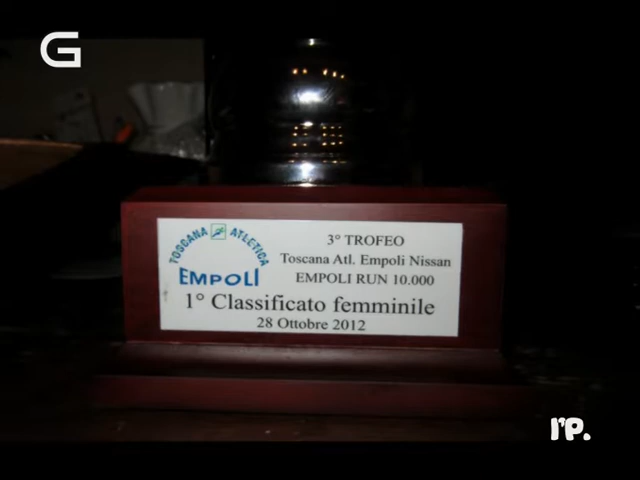 G
TOSCANA ATLETICA
EMPOLI
3° TROFEO
Toscana Atl. Empoli Nissan
EMPOLI RUN 10.000
1° Classificato femminile
28 Ottobre 2012
rp.